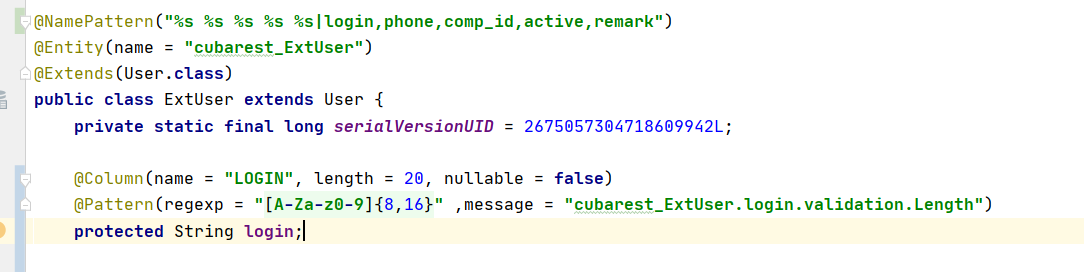 @NamePattern("%s %s %s %s %s|login,phone,comp_id,active,remark")
@Entity(name = "cubarest_ExtUser")
@Extends(User.class)
public class ExtUser extends User {
    private static final long serialVersionUID = 2675057304718609942L;
    @Column(name = "LOGIN", length = 20, nullable = false)
    @Pattern(regexp = "[A-Za-z0-9]{8,16}" ,message = "cubarest_ExtUser.login.validation.Length")
    protected String login;